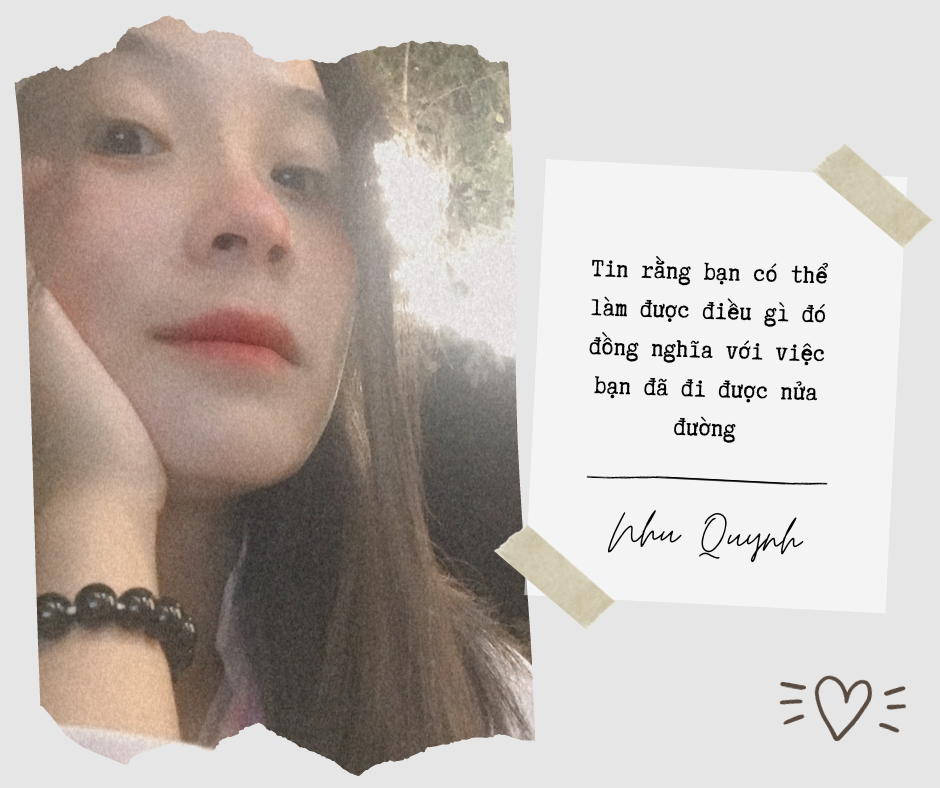 Tin rằng bạn có thể
làm được điều gì đó
đồng nghĩa với việc
bạn đã đi được nửa
đường
Nhu Quynh